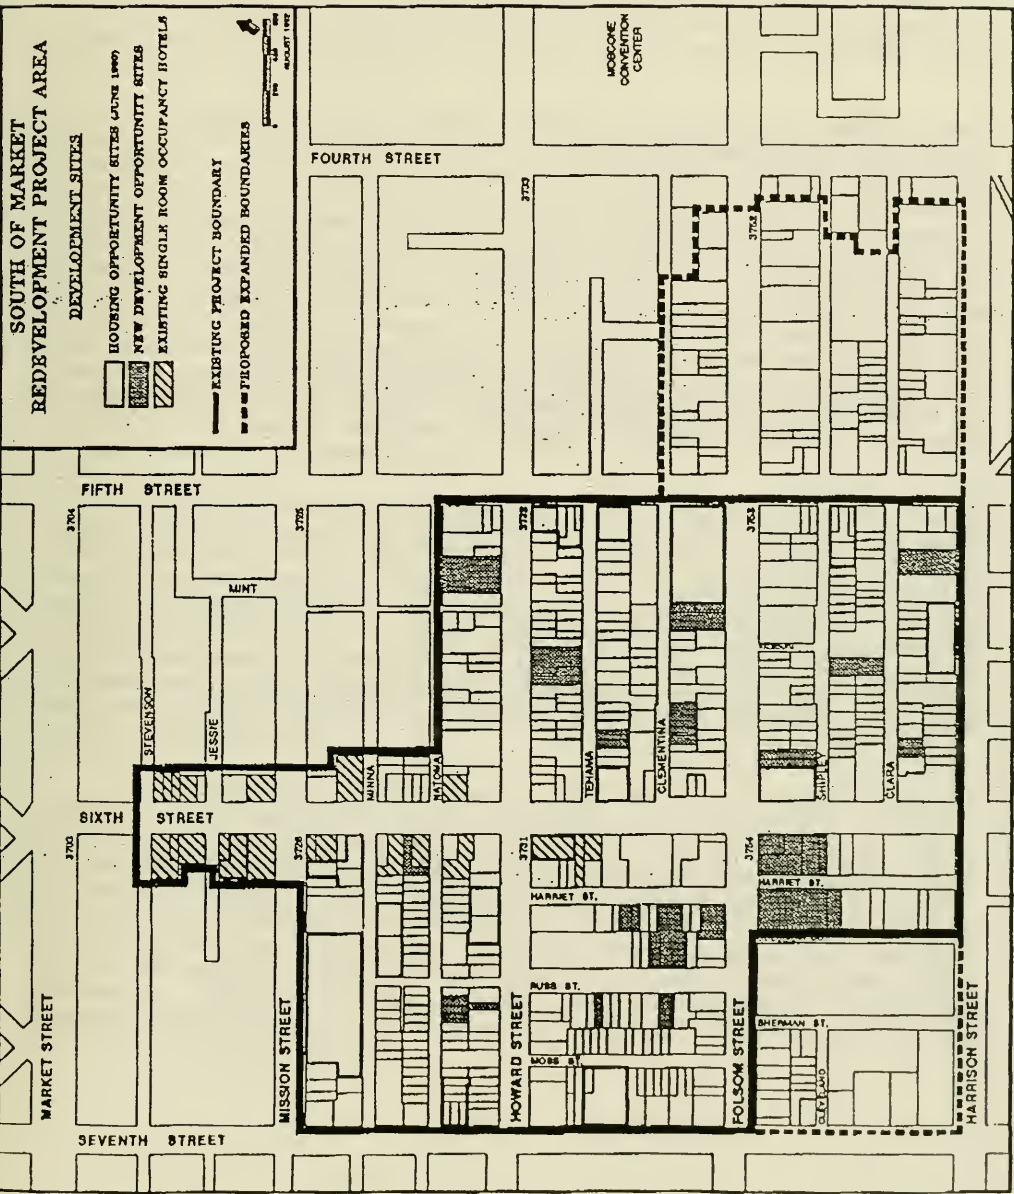 SOUTH OF MARKET
REDEVELOPMENT PROJECT AREA
DEVELOPMENT SITES
HOUSING OPPORTUNITY SITES (JUNE 1990)
NEW DEVELOPMENT OPPORTUNITY SITES
EXISTING SINGLE ROOM OCCUPANCY HOTELS
EXISTING PROJECT BOUNDARY
PROPOSED EXPANDED BOUNDARIES
AUGUST 1992
MOSCONE
CONVENTION
CENTER
FOURTH STREET
3733
3752
FIFTH STREET
3704
3725
3732
3753
MINT
STEVENSON
JESSIE
MINNA
NATOMA
TEHAMA
CLEMENTINA
SHIPLEY
CLARA
SIXTH STREET
3703
3726
3731
3754
HARRIET ST.
HARRIET ST.
RUSS ST.
MOSS ST.
SHERMAN ST.
CLEVELAND
MARKET STREET
MISSION STREET
HOWARD STREET
FOLSOM STREET
HARRISON STREET
SEVENTH STREET